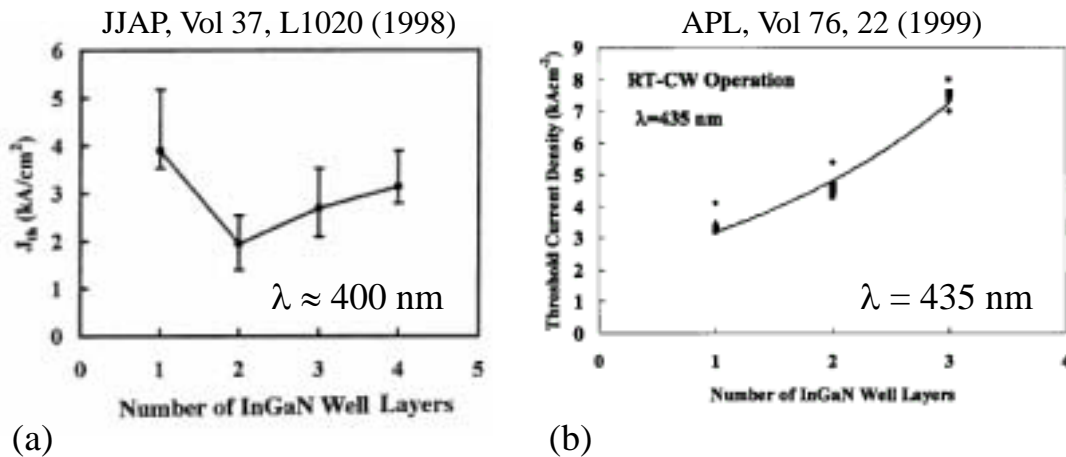 JJAP, Vol 37, L1020 (1998)
6
5
4
3
2
1
0
J_th (kA/cm²)
λ ≈ 400 nm
0 1 2 3 4 5
Number of InGaN Well Layers
(a)
APL, Vol 76, 22 (1999)
9
8
7
6
5
4
3
2
1
0
Threshold Current Density (kAcm⁻²)
RT-CW Operation
λ=435 nm
λ = 435 nm
0 1 2 3 4
Number of InGaN Well Layers
(b)